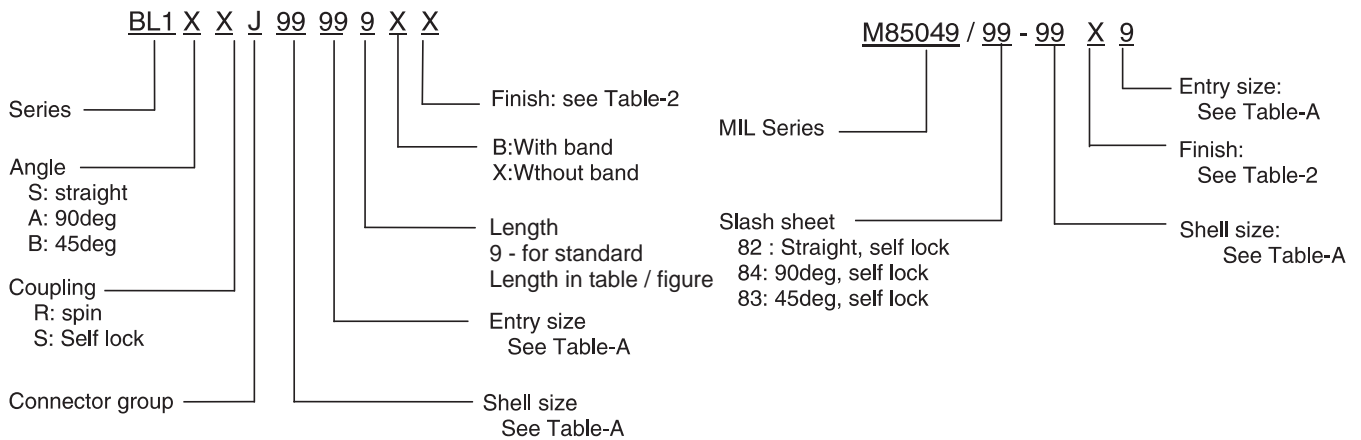 BL1 X X J 99 99 9 X X
Series
Angle
S: straight
A: 90deg
B: 45deg
Coupling
R: spin
S: Self lock
Connector group
Finish: see Table-2
B:With band
X:Wthout band
Length
9 - for standard
Length in table / figure
Entry size
See Table-A
Shell size
See Table-A
M85049 / 99 - 99 X 9
MIL Series
Slash sheet
82 : Straight, self lock
84: 90deg, self lock
83: 45deg, self lock
Entry size:
See Table-A
Finish:
See Table-2
Shell size:
See Table-A